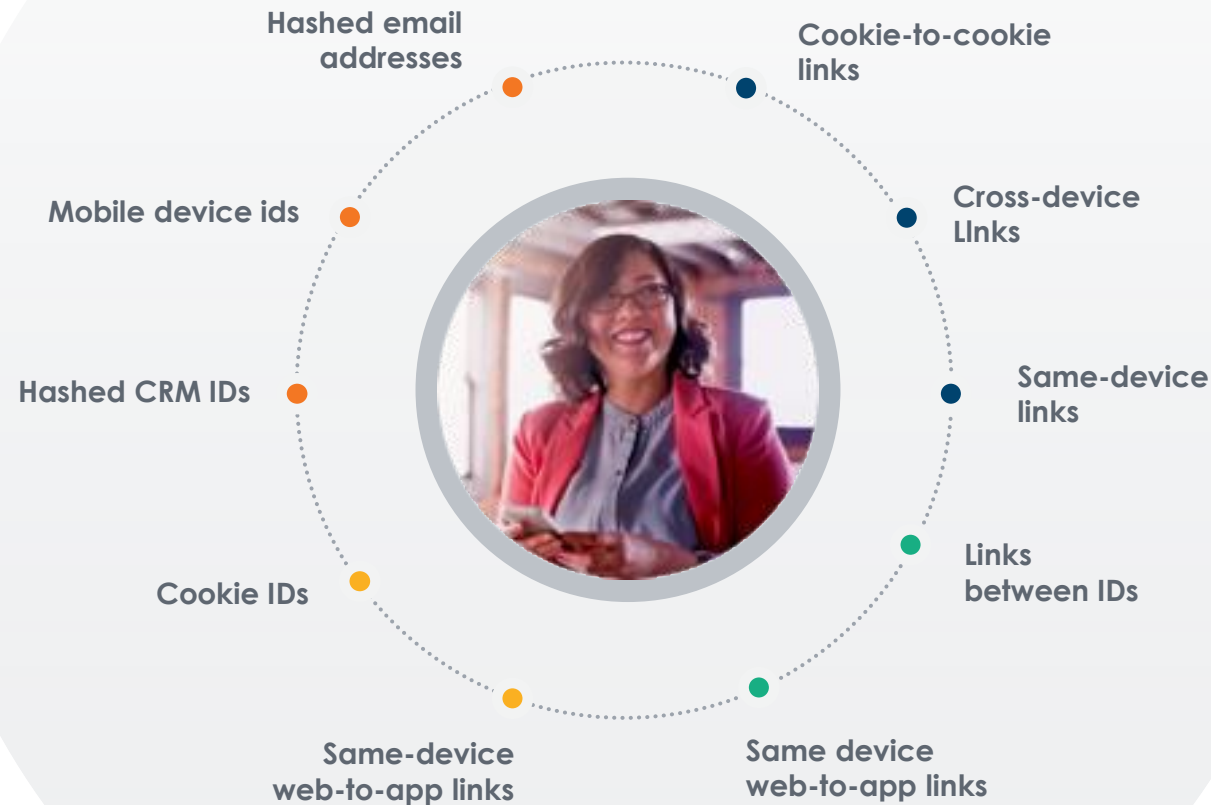 Hashed email
addresses
Cookie-to-cookie
links
Mobile device ids
Cross-device
LInks
Hashed CRM IDs
Same-device
links
Cookie IDs
Links
between IDs
Same-device
web-to-app links
Same device
web-to-app links